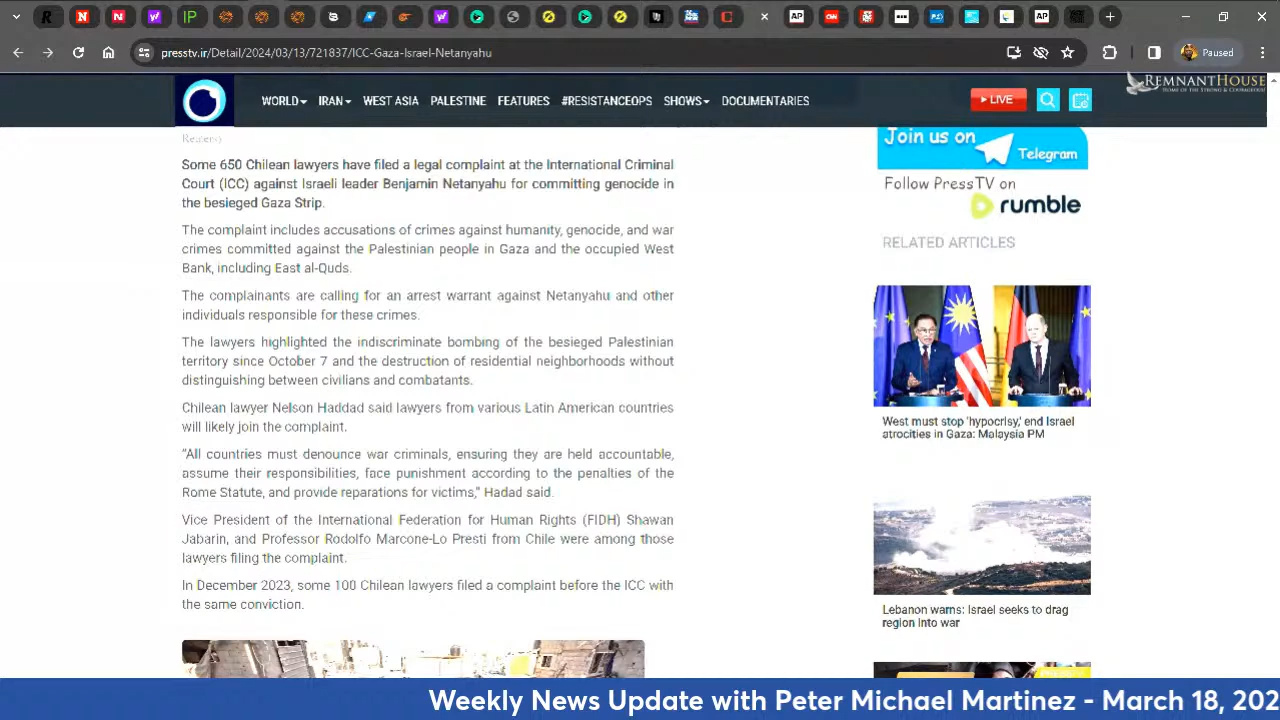 presstv.ir/Detail/2024/03/13/721837/ICC-Gaza-Israel-Netanyahu
Paused
REMNANTHOUSE
HOME OF THE STRONG & COURAGEOUS!
WORLD IRAN WEST ASIA PALESTINE FEATURES #RESISTANCEOPS SHOWS DOCUMENTARIES
LIVE
Reuters)
Some 650 Chilean lawyers have filed a legal complaint at the International Criminal
Court (ICC) against Israeli leader Benjamin Netanyahu for committing genocide in
the besieged Gaza Strip.
The complaint includes accusations of crimes against humanity, genocide, and war
crimes committed against the Palestinian people in Gaza and the occupied West
Bank, including East al-Quds.
The complainants are calling for an arrest warrant against Netanyahu and other
individuals responsible for these crimes.
The lawyers highlighted the indiscriminate bombing of the besieged Palestinian
territory since October 7 and the destruction of residential neighborhoods without
distinguishing between civilians and combatants.
Chilean lawyer Nelson Haddad said lawyers from various Latin American countries
will likely join the complaint.
“All countries must denounce war criminals, ensuring they are held accountable,
assume their responsibilities, face punishment according to the penalties of the
Rome Statute, and provide reparations for victims,” Hadad said.
Vice President of the International Federation for Human Rights (FIDH) Shawan
Jabarin, and Professor Rodolfo Marcone-Lo Presti from Chile were among those
lawyers filing the complaint.
In December 2023, some 100 Chilean lawyers filed a complaint before the ICC with
the same conviction.
Join us on
Telegram
Follow PressTV on
rumble
RELATED ARTICLES
West must stop 'hypocrisy,' end Israel
atrocities in Gaza: Malaysia PM
Lebanon warns: Israel seeks to drag
region into war
Weekly News Update with Peter Michael Martinez - March 18, 202